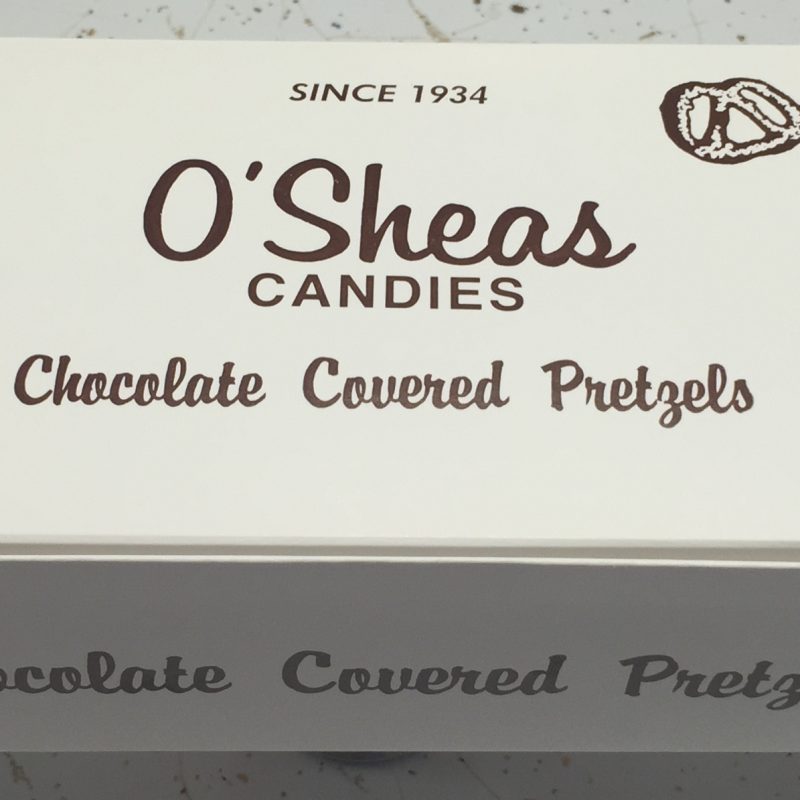 SINCE 1934
O'Sheas
CANDIES
Chocolate Covered Pretzels
ocolate Covered Pretz